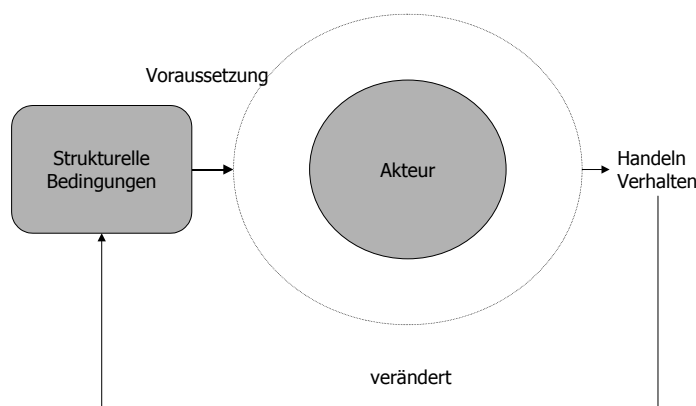 Voraussetzung
Strukturelle
Bedingungen
Akteur
Handeln
Verhalten
verändert